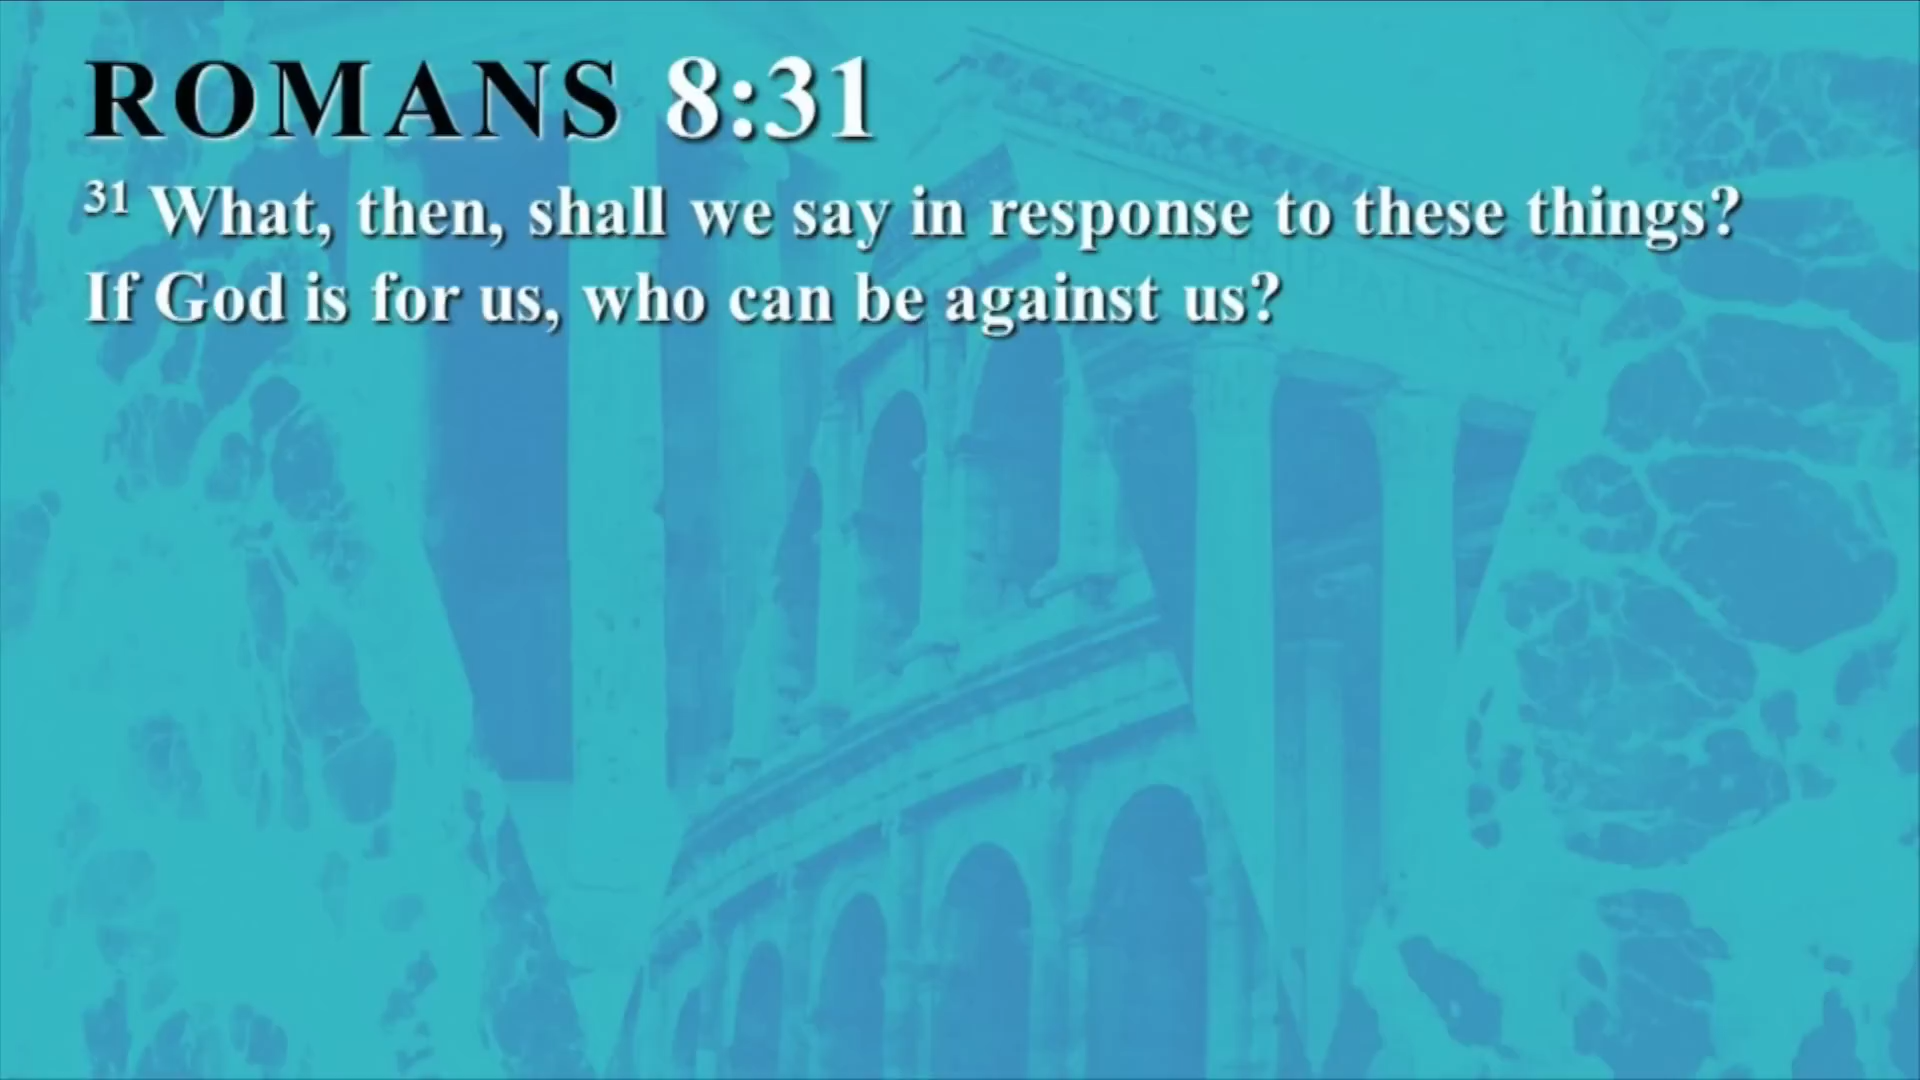 ROMANS 8:31
31 What, then, shall we say in response to these things?
If God is for us, who can be against us?